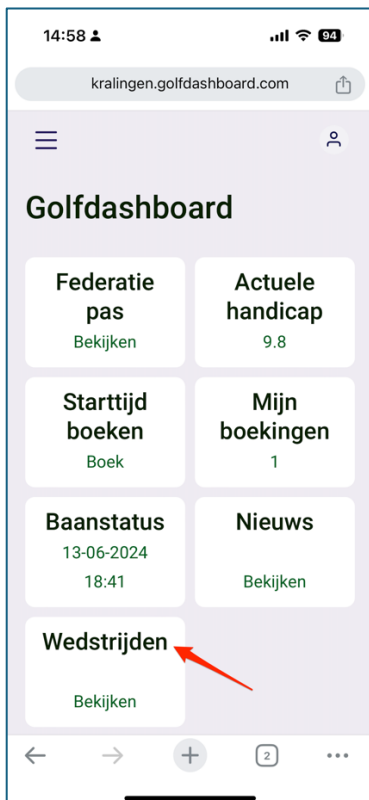 14:58
94
kralingen.golfdashboard.com
Golfdashboard
Federatie
pas
Bekijken
Actuele
handicap
9.8
Starttijd
boeken
Boek
Mijn
boekingen
1
Baanstatus
13-06-2024
18:41
Nieuws
Bekijken
Wedstrijden
Bekijken
2